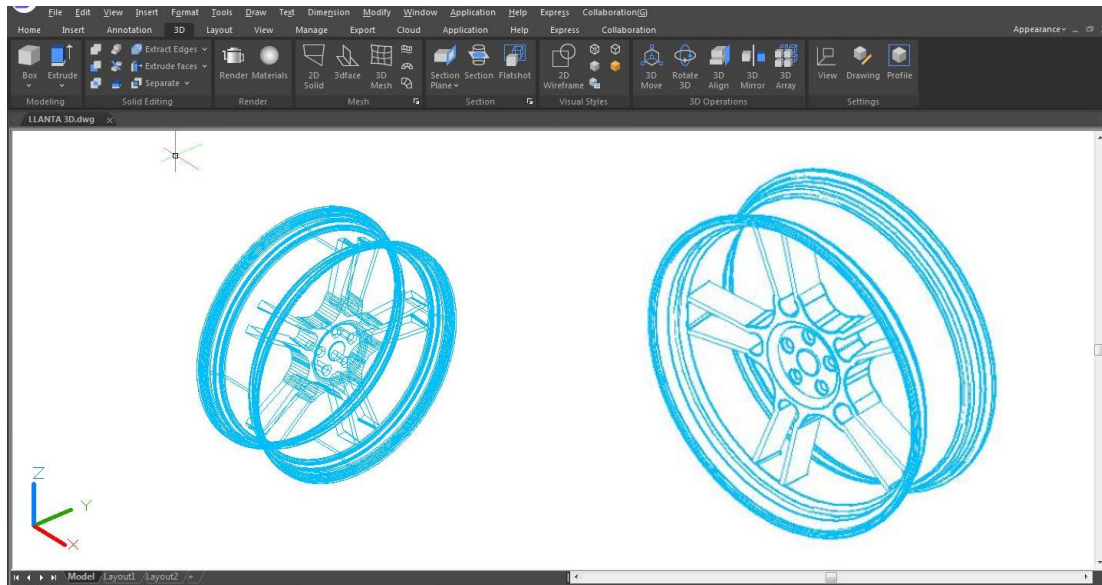 File Edit View Insert Format Tools Draw Text Dimension Modify Window Application Help Express Collaboration(G)
Home Insert Annotation 3D Layout View Manage Export Cloud Application Help Express Collaboration Appearance
Box Extrude Extract Edges Extrude faces Separate Render Materials 2D Solid 3dface 3D Mesh Section Plane Section Flatshot 2D Wireframe 3D Move Rotate 3D 3D Align 3D Mirror 3D Array View Drawing Profile
Modeling Solid Editing Render Mesh Section Visual Styles 3D Operations Settings
LLANTA 3D.dwg
Z
Y
X
Model Layout1 Layout2 +